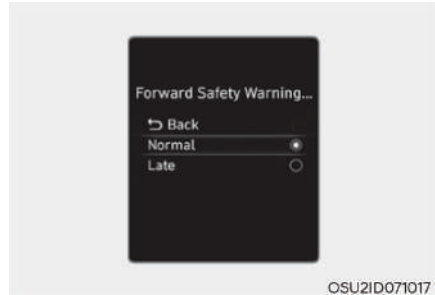 Forward Safety Warning...
⮌ Back
Normal
Late
OSU2ID071017